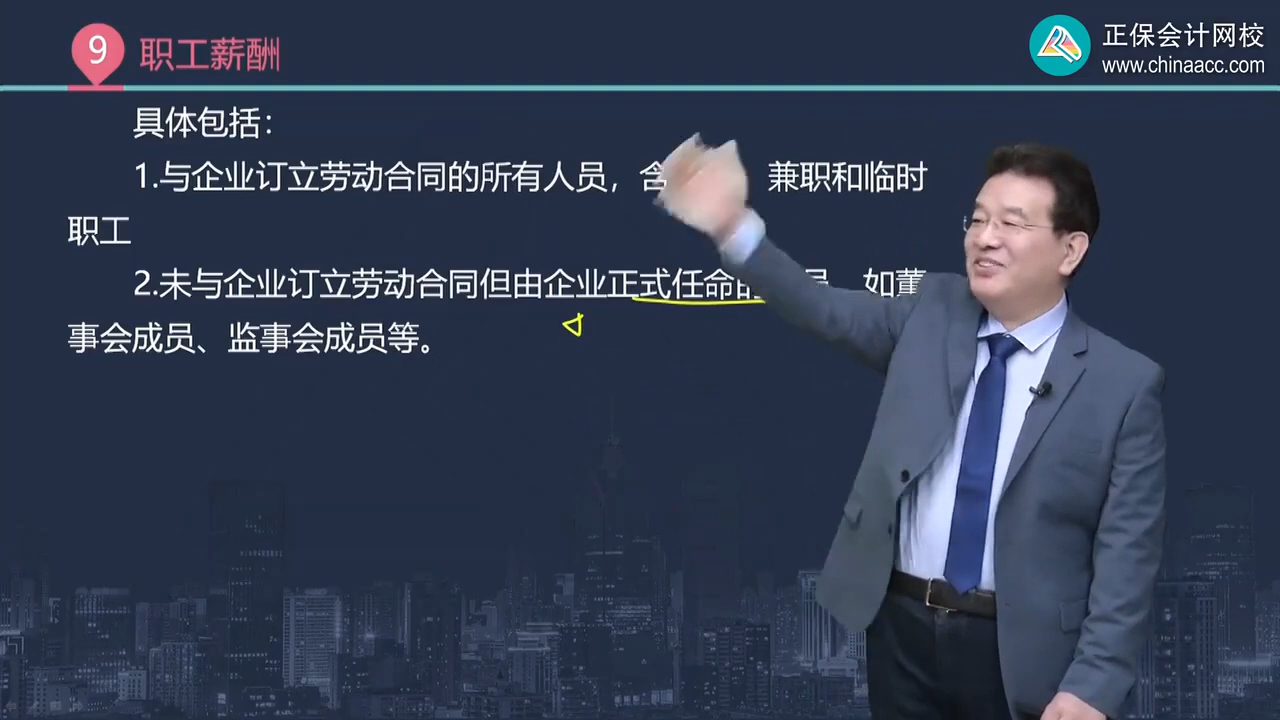 9 职工薪酬
正保会计网校
www.chinaacc.com
具体包括：
1.与企业订立劳动合同的所有人员，含 兼职和临时
职工
2.未与企业订立劳动合同但由企业正式任命的 员，如董
事会成员、监事会成员等。